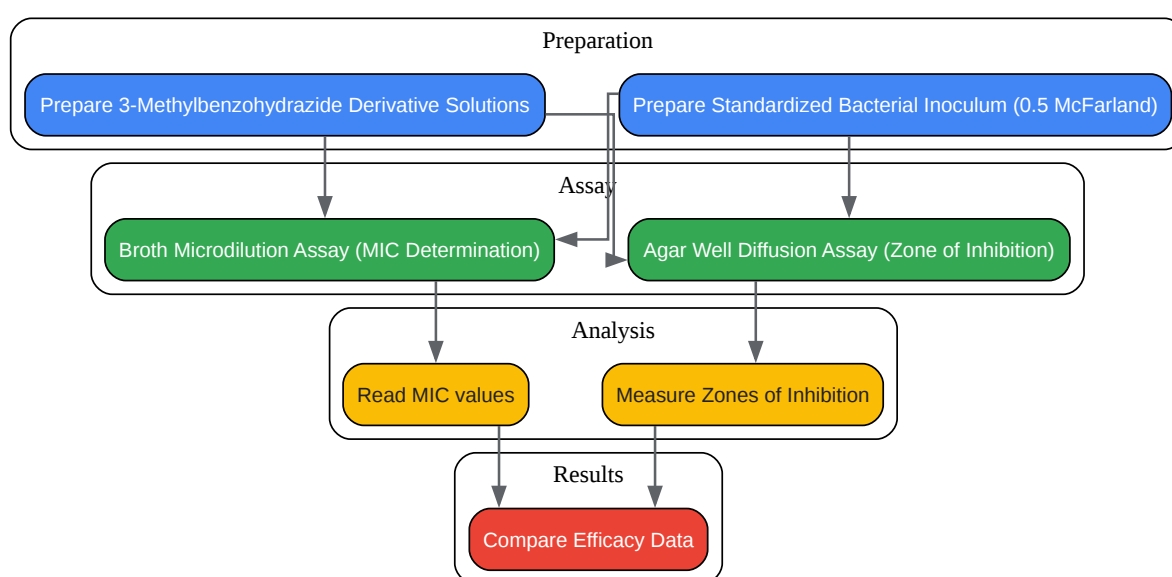 Preparation
Prepare 3-Methylbenzohydrazide Derivative Solutions
Prepare Standardized Bacterial Inoculum (0.5 McFarland)
Assay
Broth Microdilution Assay (MIC Determination)
Agar Well Diffusion Assay (Zone of Inhibition)
Analysis
Read MIC values
Measure Zones of Inhibition
Results
Compare Efficacy Data